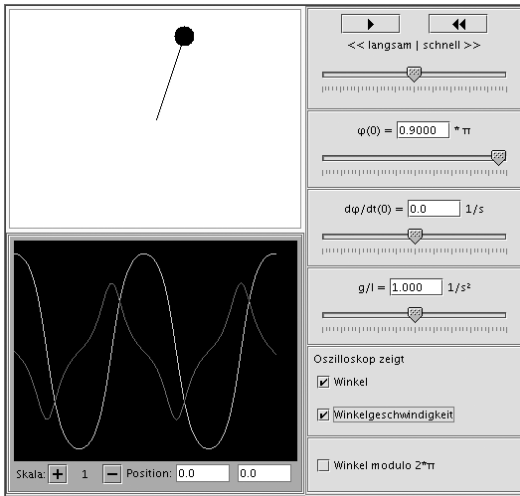 << langsam | schnell >>
φ(0) = 0.9000 * π
dφ/dt(0) = 0.0 1/s
g/l = 1.000 1/s²
Oszilloskop zeigt
Winkel
Winkelgeschwindigkeit
Winkel modulo 2*π
Skala: + 1 − Position: 0.0 0.0